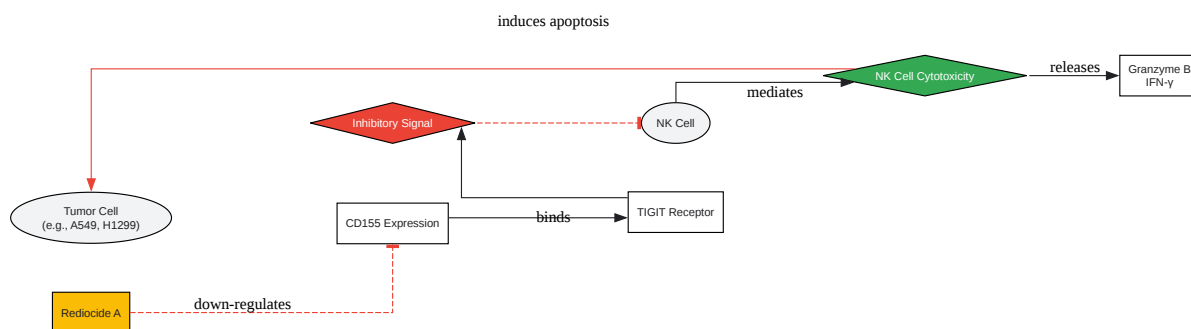 induces apoptosis
NK Cell Cytotoxicity
releases
Granzyme B
IFN-γ
mediates
Inhibitory Signal
NK Cell
Tumor Cell
(e.g., A549, H1299)
CD155 Expression
binds
TIGIT Receptor
Rediocide A
down-regulates